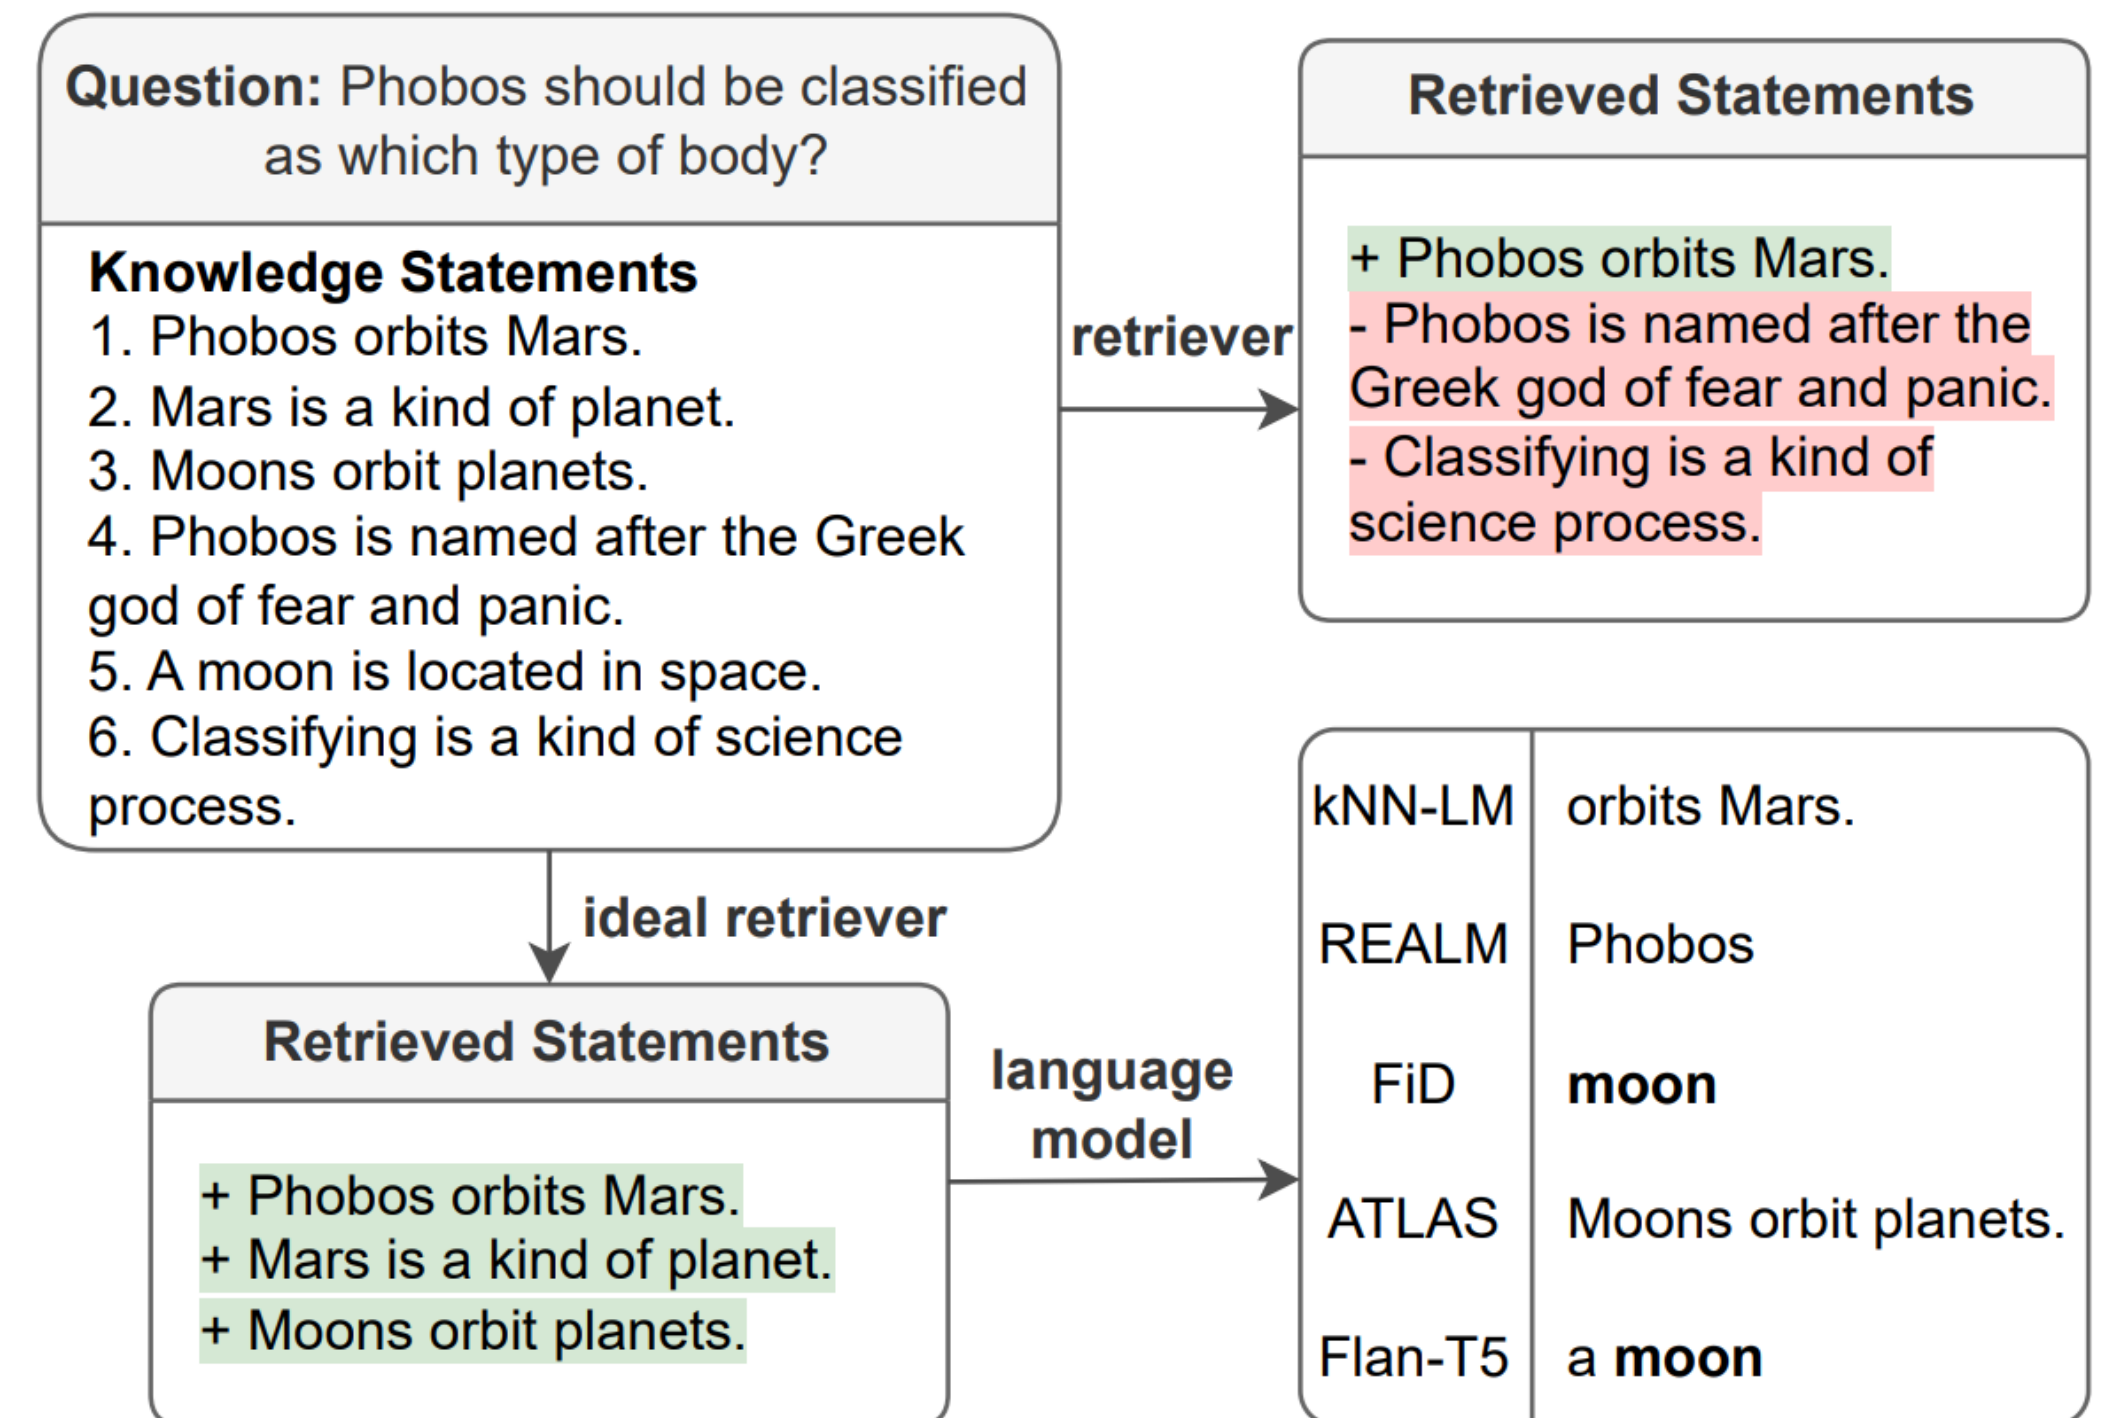 Question: Phobos should be classified
as which type of body?
Knowledge Statements
1. Phobos orbits Mars.
2. Mars is a kind of planet.
3. Moons orbit planets.
4. Phobos is named after the Greek
god of fear and panic.
5. A moon is located in space.
6. Classifying is a kind of science
process.
retriever
Retrieved Statements
+ Phobos orbits Mars.
- Phobos is named after the
Greek god of fear and panic.
- Classifying is a kind of
science process.
ideal retriever
Retrieved Statements
+ Phobos orbits Mars.
+ Mars is a kind of planet.
+ Moons orbit planets.
language
model
kNN-LM orbits Mars.
REALM Phobos
FiD moon
ATLAS Moons orbit planets.
Flan-T5 a moon